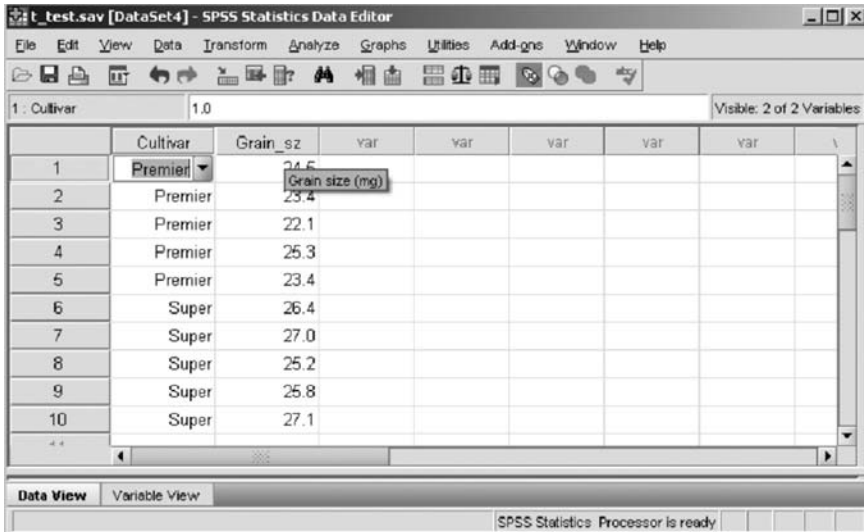 t_test.sav [DataSet4] - SPSS Statistics Data Editor
File Edit View Data Transform Analyze Graphs Utilities Add-ons Window Help
1 : Cultivar 1.0 Visible: 2 of 2 Variables
Cultivar Grain_sz var var var var var
1 Premier
Grain size (mg)
2 Premier 23.4
3 Premier 22.1
4 Premier 25.3
5 Premier 23.4
6 Super 26.4
7 Super 27.0
8 Super 25.2
9 Super 25.8
10 Super 27.1
Data View Variable View
SPSS Statistics Processor is ready